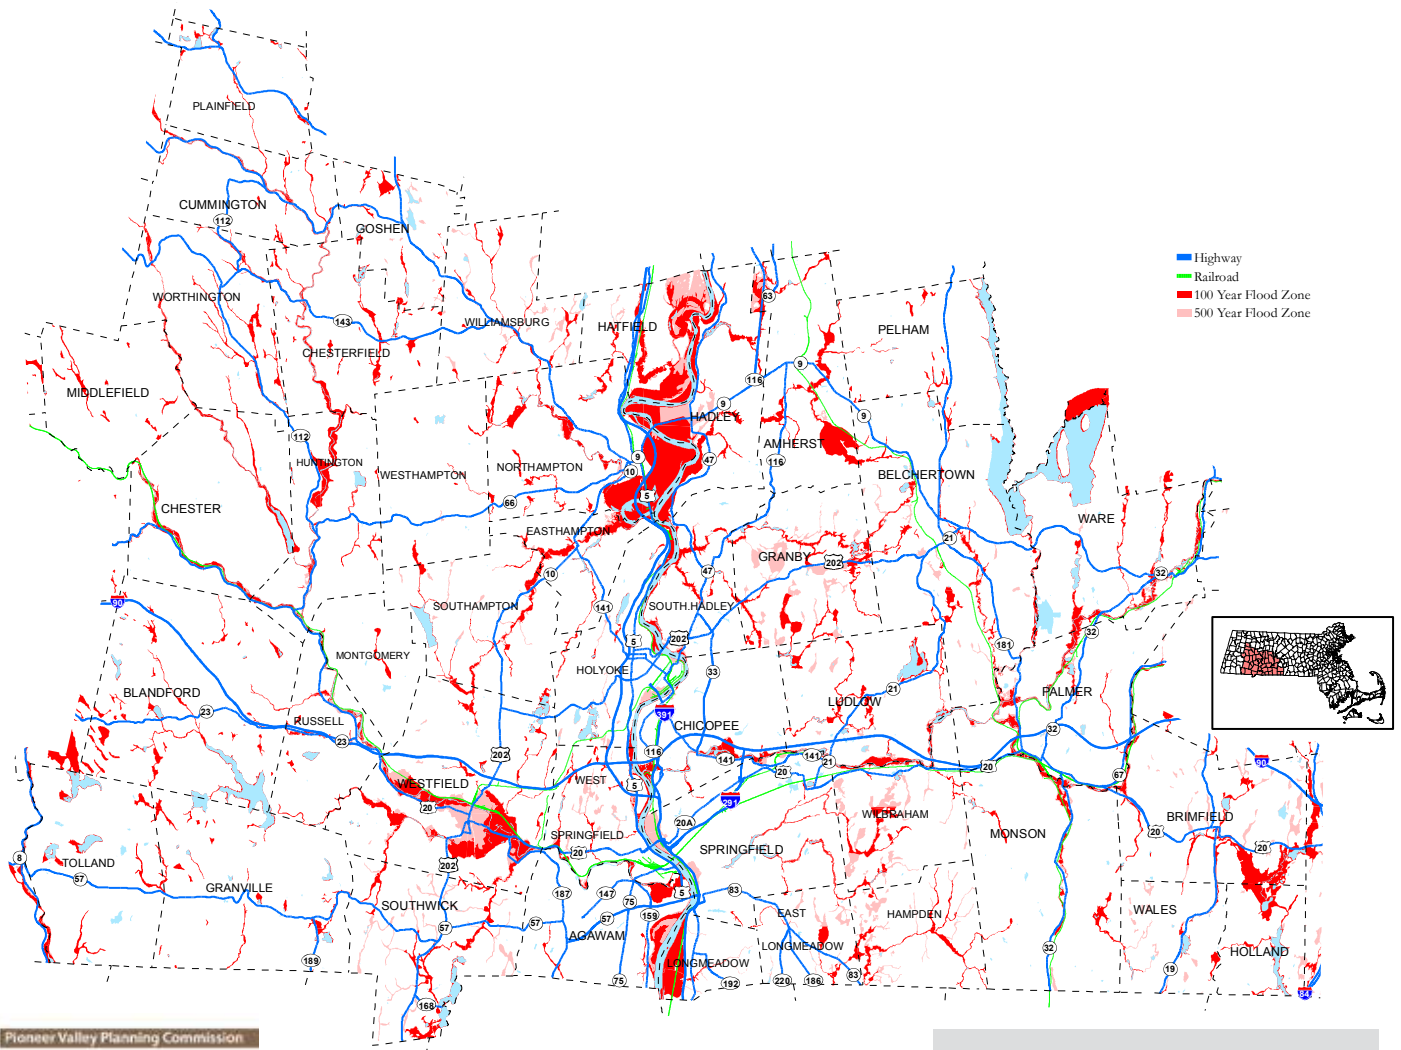 PLAINFIELD
CUMMINGTON
112
GOSHEN
Highway
Railroad
100 Year Flood Zone
500 Year Flood Zone
WORTHINGTON
63
143
WILLIAMSBURG
HATFIELD
PELHAM
CHESTERFIELD
9
116
MIDDLEFIELD
9
HADLEY
9
112
AMHERST
HUNTINGTON
WESTHAMPTON
NORTHAMPTON
9
10
47
116
BELCHERTOWN
66
5
CHESTER
WARE
EASTHAMPTON
21
GRANBY
202
10
47
32
90
SOUTHAMPTON
141
SOUTH HADLEY
5
202
32
181
MONTGOMERY
HOLYOKE
33
BLANDFORD
21
PALMER
LUDLOW
23
RUSSELL
391
CHICOPEE
32
23
202
116
141
141
21
90
20
20
67
WESTFIELD
WEST
5
291
20
WILBRAHAM
BRIMFIELD
20A
SPRINGFIELD
MONSON
20
20
SPRINGFIELD
20
8
TOLLAND
57
202
GRANVILLE
187
147
5
83
75
SOUTHWICK
159
57
EAST
HAMPDEN
WALES
57
57
AGAWAM
LONGMEADOW
32
HOLLAND
189
LONGMEADOW
19
75
192
220
186
83
84
168
Pioneer Valley Planning Commission